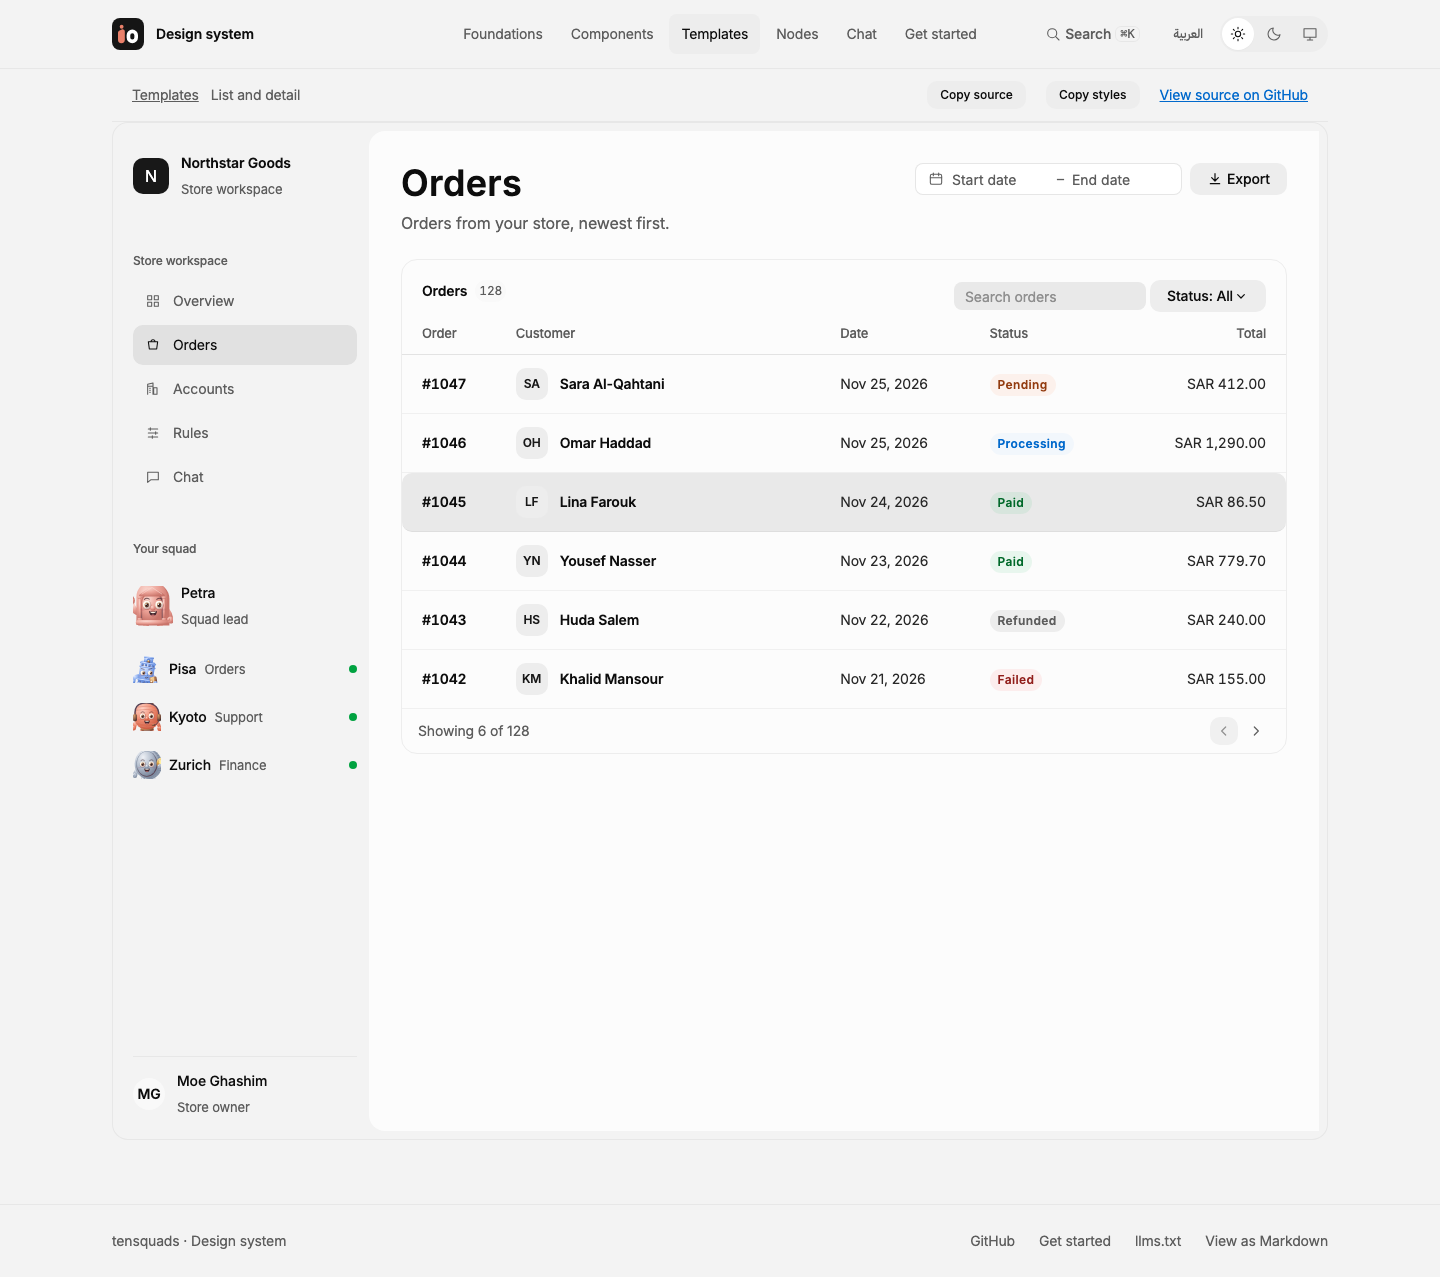 io Design system
Foundations Components Templates Nodes Chat Get started
Search ⌘K العربية
Templates List and detail
Copy source Copy styles View source on GitHub
N Northstar Goods
Store workspace
Store workspace
Overview
Orders
Accounts
Rules
Chat
Your squad
Petra
Squad lead
Pisa Orders
Kyoto Support
Zurich Finance
MG Moe Ghashim
Store owner
Orders
Orders from your store, newest first.
Start date – End date Export
Orders 128
Search orders Status: All
Order Customer Date Status Total
#1047 SA Sara Al-Qahtani Nov 25, 2026 Pending SAR 412.00
#1046 OH Omar Haddad Nov 25, 2026 Processing SAR 1,290.00
#1045 LF Lina Farouk Nov 24, 2026 Paid SAR 86.50
#1044 YN Yousef Nasser Nov 23, 2026 Paid SAR 779.70
#1043 HS Huda Salem Nov 22, 2026 Refunded SAR 240.00
#1042 KM Khalid Mansour Nov 21, 2026 Failed SAR 155.00
Showing 6 of 128
tensquads · Design system
GitHub Get started llms.txt View as Markdown